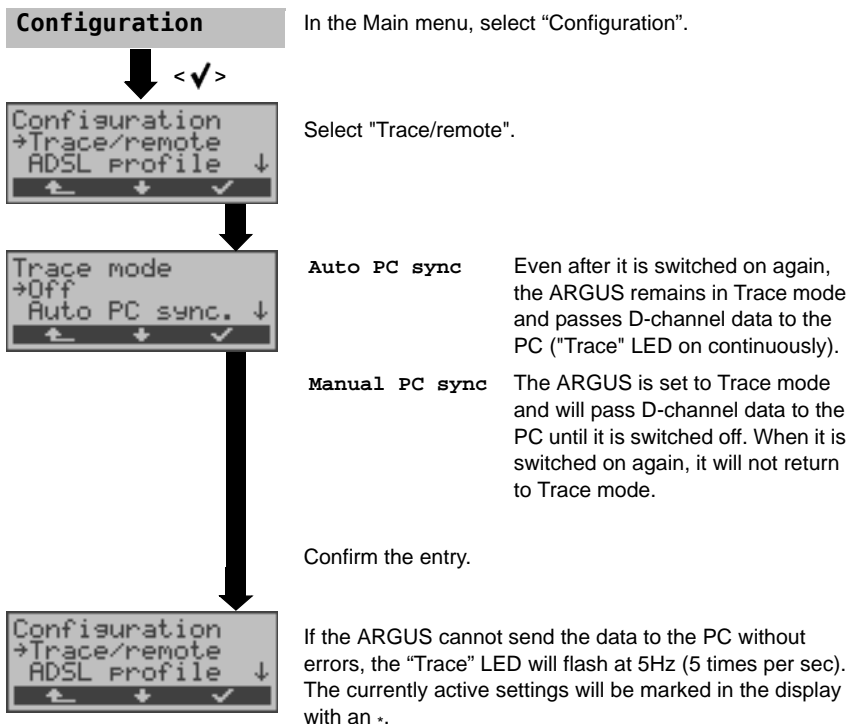 Configuration
In the Main menu, select “Configuration”.
<✓>
Configuration
→Trace/remote
ADSL profile ↓
Select "Trace/remote".
Trace mode
→Off
Auto PC sync. ↓
Auto PC sync
Even after it is switched on again,
the ARGUS remains in Trace mode
and passes D-channel data to the
PC ("Trace" LED on continuously).
Manual PC sync
The ARGUS is set to Trace mode
and will pass D-channel data to the
PC until it is switched off. When it is
switched on again, it will not return
to Trace mode.
Confirm the entry.
Configuration
→Trace/remote
ADSL profile ↓
If the ARGUS cannot send the data to the PC without
errors, the “Trace” LED will flash at 5Hz (5 times per sec).
The currently active settings will be marked in the display
with an *.